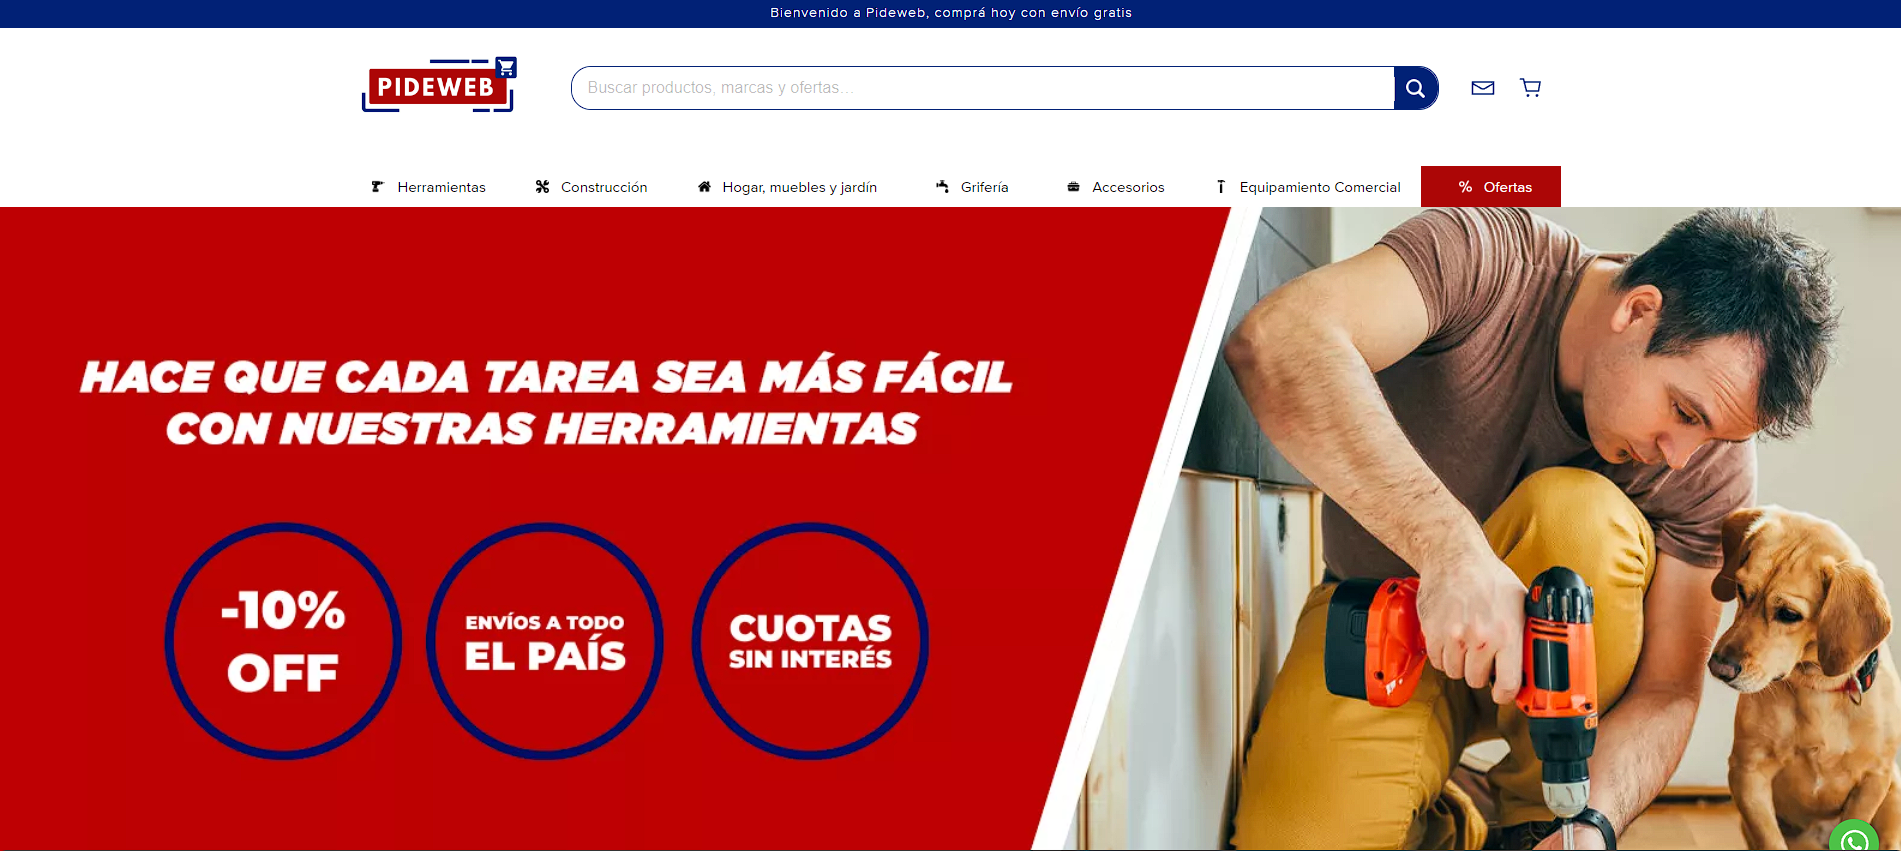 Bienvenido a Pideweb, comprá hoy con envío gratis
PIDEWEB
Buscar productos, marcas y ofertas...
Herramientas
Construcción
Hogar, muebles y jardín
Grifería
Accesorios
Equipamiento Comercial
% Ofertas
HACE QUE CADA TAREA SEA MÁS FÁCIL
CON NUESTRAS HERRAMIENTAS
-10%
OFF
ENVÍOS A TODO
EL PAÍS
CUOTAS
SIN INTERÉS